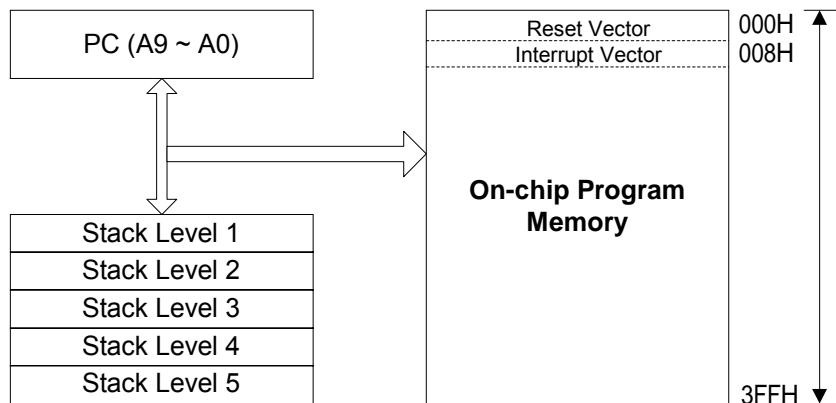 PC (A9 ~ A0)
Reset Vector
000H
Interrupt Vector
008H
On-chip Program
Memory
Stack Level 1
Stack Level 2
Stack Level 3
Stack Level 4
Stack Level 5
3FFH